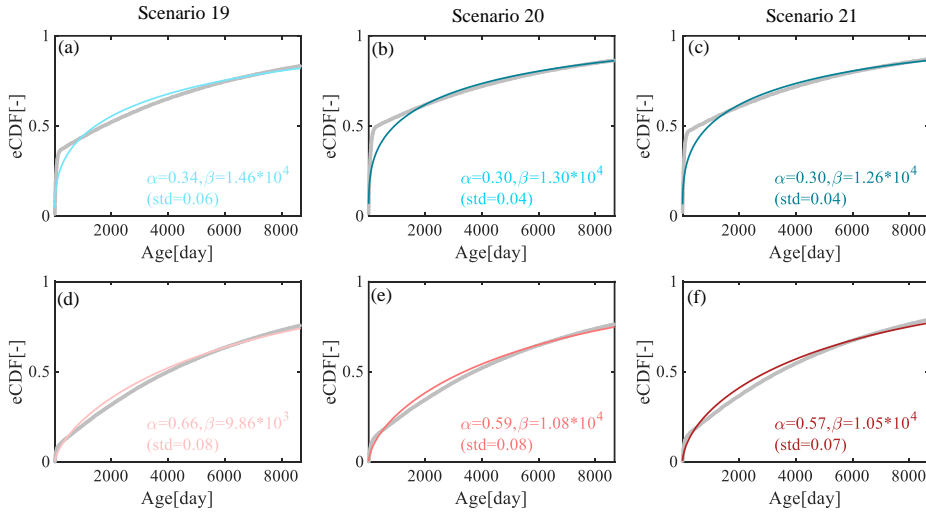 Scenario 19
Scenario 20
Scenario 21
(a)
eCDF[-]
1
0.5
0
2000 4000 6000 8000
Age[day]
α=0.34,β=1.46*10^4
(std=0.06)
(b)
eCDF[-]
1
0.5
0
2000 4000 6000 8000
Age[day]
α=0.30,β=1.30*10^4
(std=0.04)
(c)
eCDF[-]
1
0.5
0
2000 4000 6000 8000
Age[day]
α=0.30,β=1.26*10^4
(std=0.04)
(d)
eCDF[-]
1
0.5
0
2000 4000 6000 8000
Age[day]
α=0.66,β=9.86*10^3
(std=0.08)
(e)
eCDF[-]
1
0.5
0
2000 4000 6000 8000
Age[day]
α=0.59,β=1.08*10^4
(std=0.08)
(f)
eCDF[-]
1
0.5
0
2000 4000 6000 8000
Age[day]
α=0.57,β=1.05*10^4
(std=0.07)